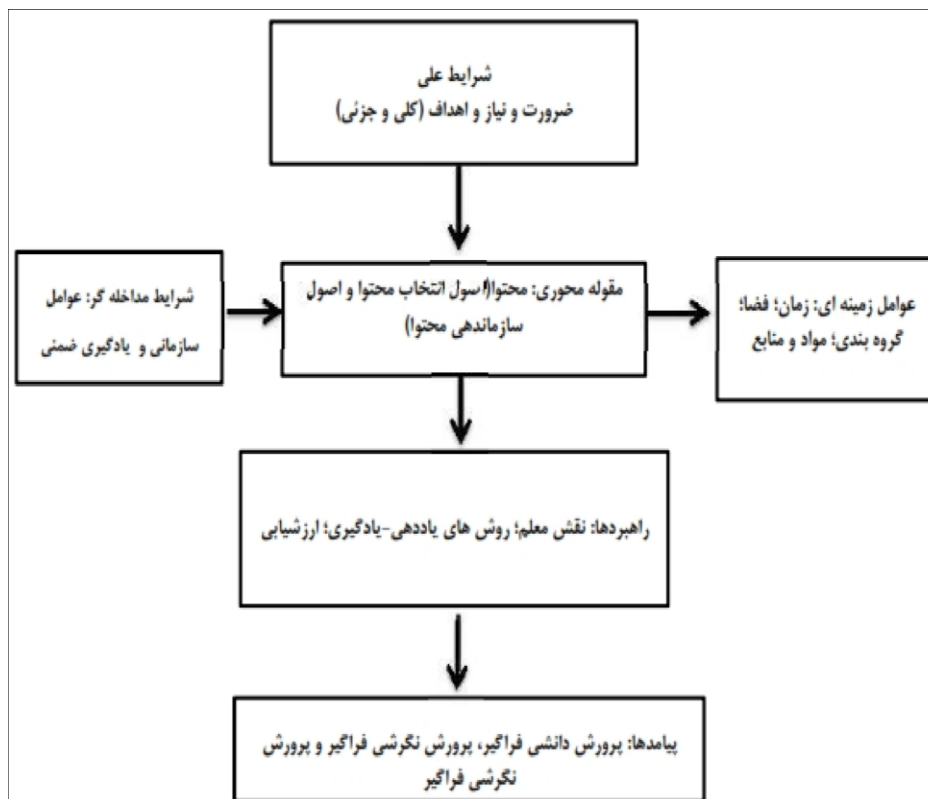 شرایط علی
ضرورت و نیاز و اهداف (کلی و جزئی)
شرایط مداخله گر: عوامل
سازمانی و یادگیری ضمنی
مقوله محوری: محتوا(اصول انتخاب محتوا و اصول
سازماندهی محتوا)
عوامل زمینه ای: زمان؛ فضا؛
گروه بندی؛ مواد و منابع
راهبردها: نقش معلم؛ روش های یاددهی-یادگیری؛ ارزشیابی
پیامدها: پرورش دانشی فراگیر، پرورش نگرشی فراگیر و پرورش
نگرشی فراگیر